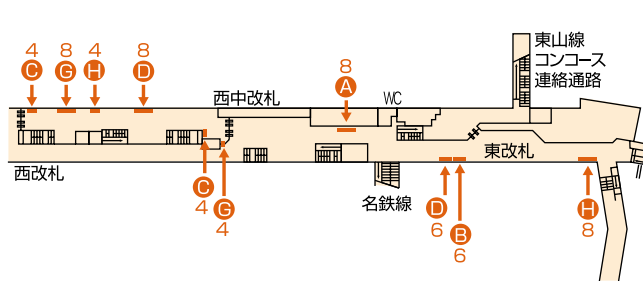 4 8 4 8
C G H D
8
A
西中改札
WC
東山線
コンコース
連絡通路
西改札
東改札
名鉄線
C G
4 4
D B H
6 6 8